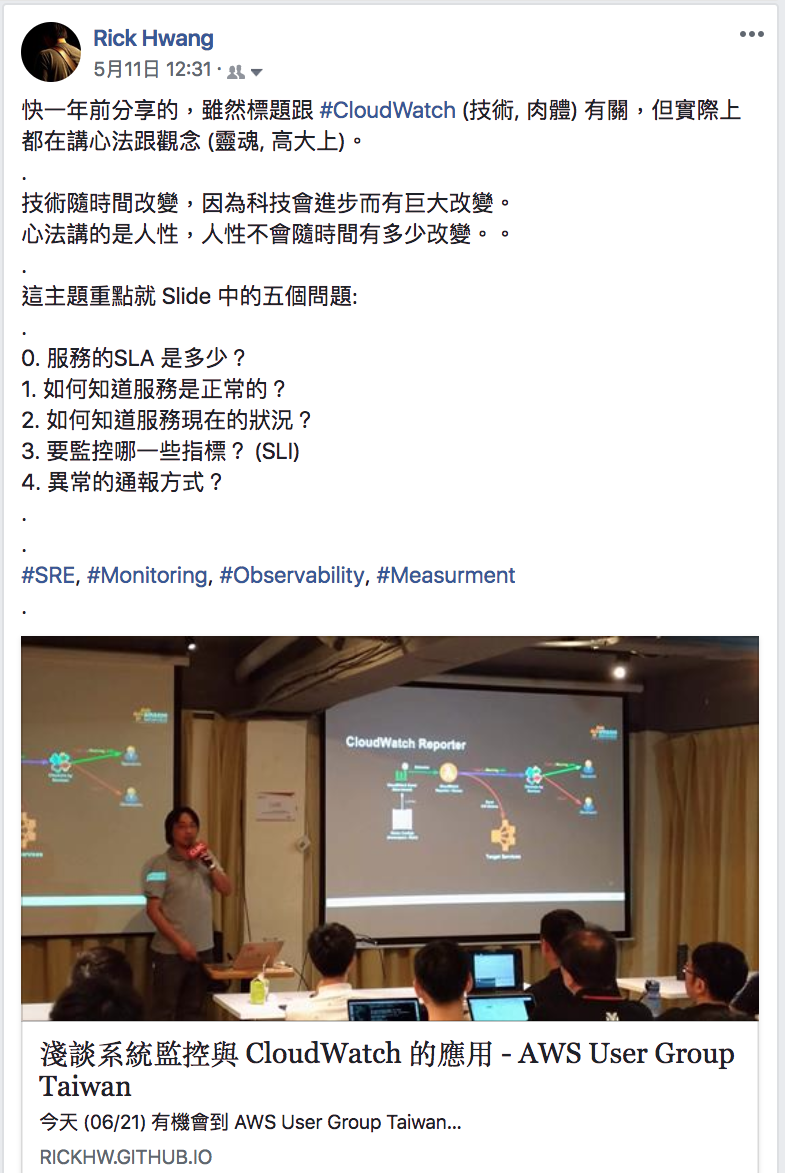 Rick Hwang
5月11日 12:31 ·
快一年前分享的，雖然標題跟 #CloudWatch (技術, 肉體) 有關，但實際上
都在講心法跟觀念 (靈魂, 高大上)。
.
技術隨時間改變，因為科技會進步而有巨大改變。
心法講的是人性，人性不會隨時間有多少改變。。
.
這主題重點就 Slide 中的五個問題:
.
0. 服務的SLA 是多少？
1. 如何知道服務是正常的？
2. 如何知道服務現在的狀況？
3. 要監控哪一些指標？ (SLI)
4. 異常的通報方式？
.
.
#SRE, #Monitoring, #Observability, #Measurment
.
CloudWatch Reporter
Target Services
淺談系統監控與 CloudWatch 的應用 - AWS User Group
Taiwan
今天 (06/21) 有機會到 AWS User Group Taiwan...
RICKHW.GITHUB.IO